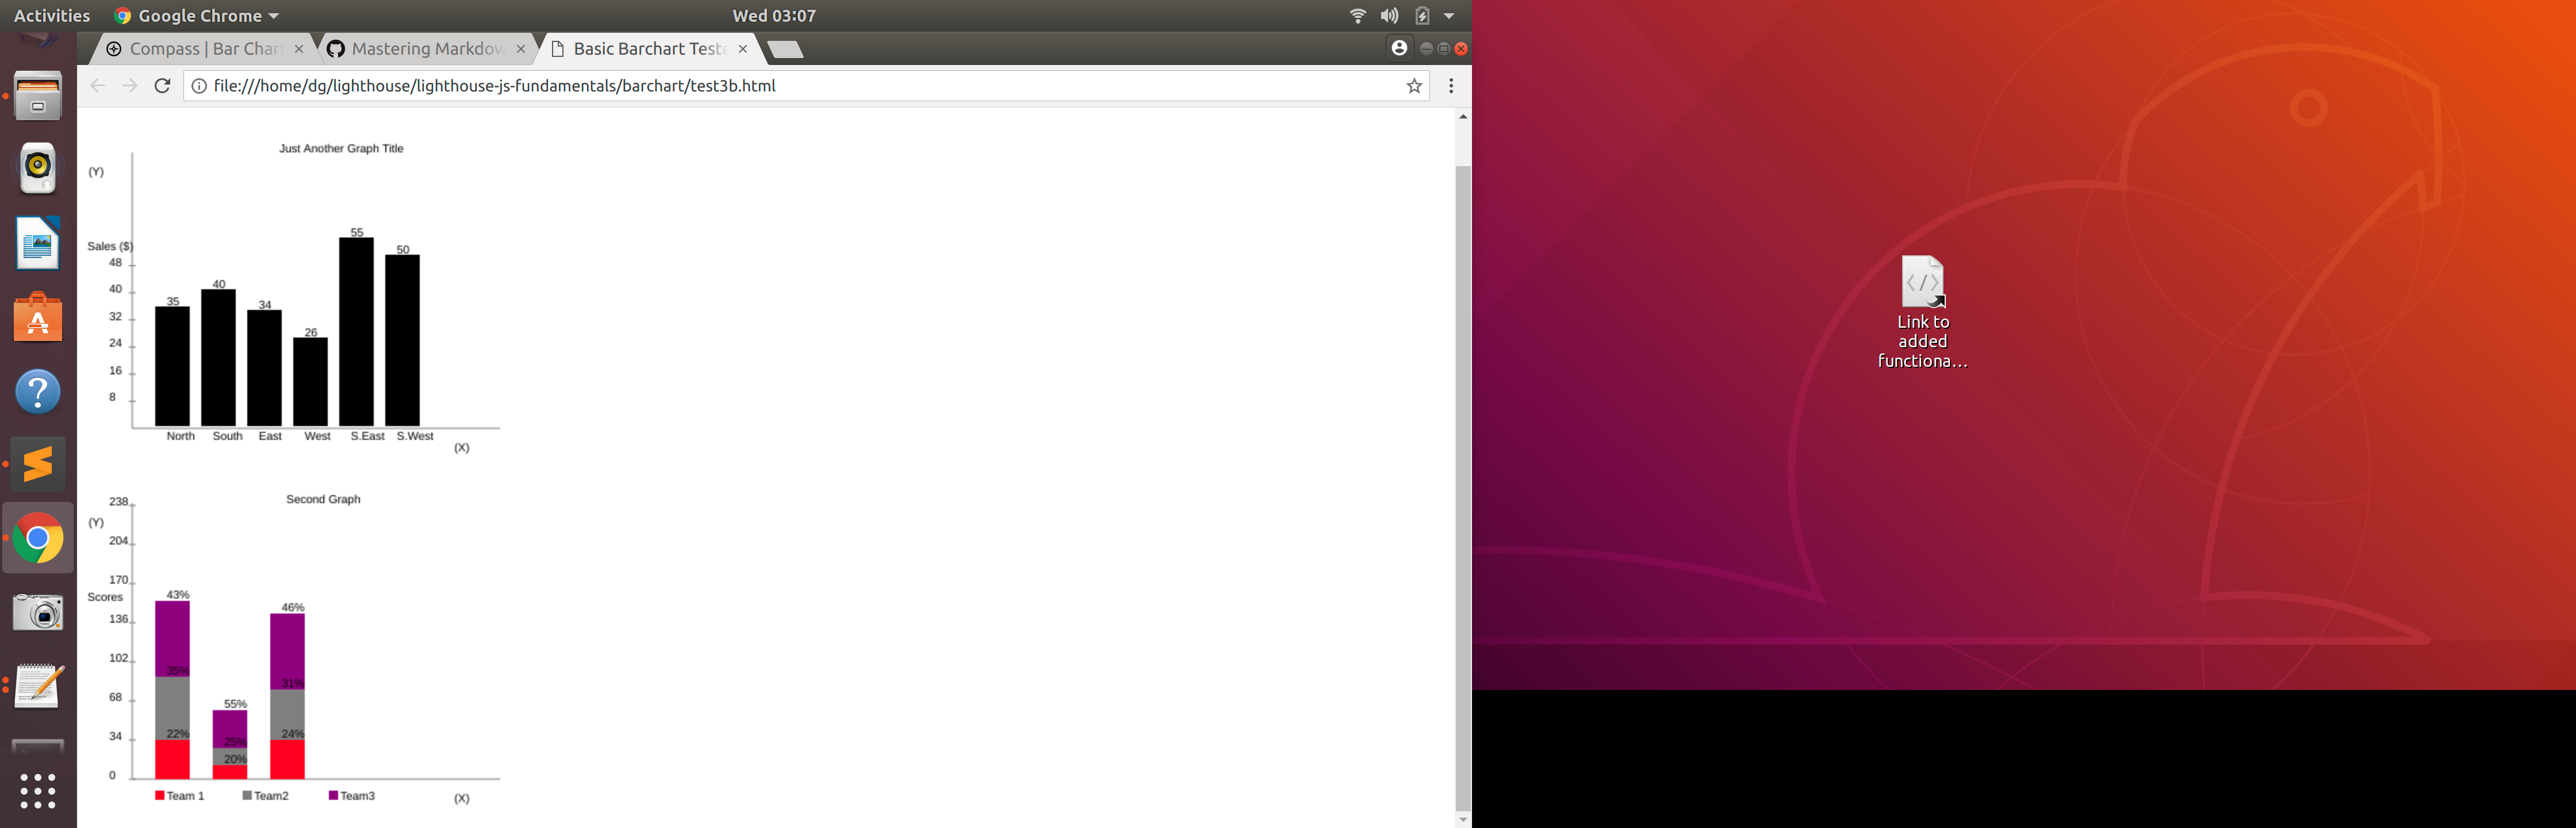 Activities
Google Chrome
Wed 03:07
Compass | Bar Char
Mastering Markdow
Basic Barchart Teste
file:///home/dg/lighthouse/lighthouse-js-fundamentals/barchart/test3b.html
Just Another Graph Title
(Y)
Sales ($)
48
40
32
24
16
8
35
40
34
26
55
50
North
South
East
West
S.East
S.West
(X)
Second Graph
238
(Y)
204
170
Scores
136
102
68
34
0
43%
35%
22%
55%
25%
20%
46%
31%
24%
Team 1
Team2
Team3
(X)
Link to
added
functiona...